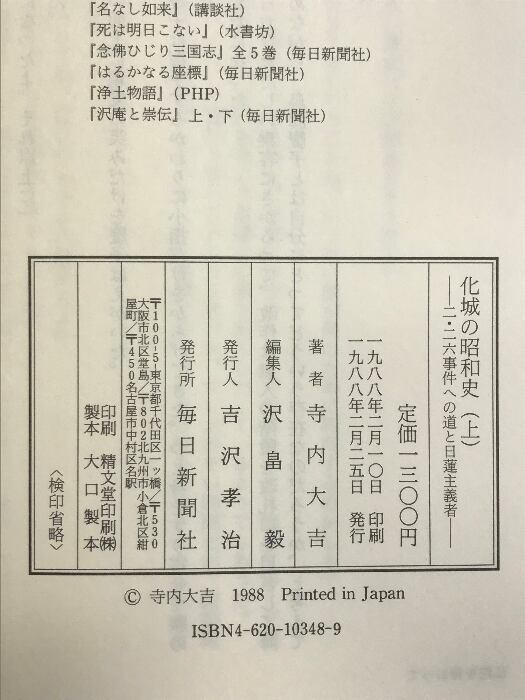 『名なし如来』(講談社)
『死は明日こない』(水書坊)
『念佛ひじり三国志』全5巻(毎日新聞社)
『はるかなる座標』(毎日新聞社)
『浄土物語』(PHP)
『沢庵と崇伝』上・下(毎日新聞社)
化城の昭和史(上)
──二・二六事件への道と日蓮主義者──
定価一三〇〇円
一九八八年二月一〇日 印刷
一九八八年二月二五日 発行
著者 寺内大吉
編集人 沢畠毅
発行人 吉沢孝治
発行所 毎日新聞社
〒100-51東京都千代田区一ツ橋/〒530
大阪市北区堂島/〒802北九州市小倉北区紺
屋町/〒450名古屋市中村区名駅
印刷 精文堂印刷㈱
製本 大口製本
〈検印省略〉
© 寺内大吉 1988 Printed in Japan
ISBN4-620-10348-9